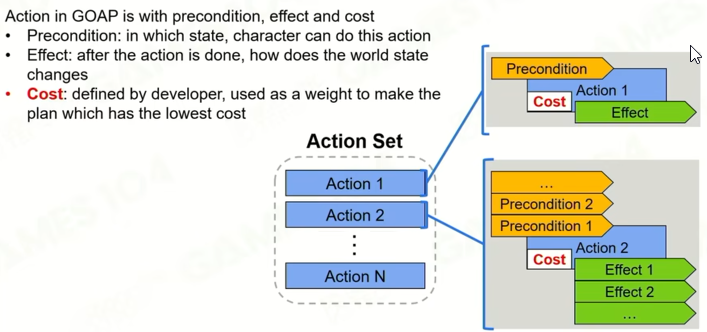 Action in GOAP is with precondition, effect and cost
• Precondition: in which state, character can do this action
• Effect: after the action is done, how does the world state
changes
• Cost: defined by developer, used as a weight to make the
plan which has the lowest cost
Action Set
Action 1
Action 2
⋮
Action N
Precondition
Action 1
Cost
Effect
...
Precondition 2
Precondition 1
Action 2
Cost
Effect 1
Effect 2
...
GAMES104